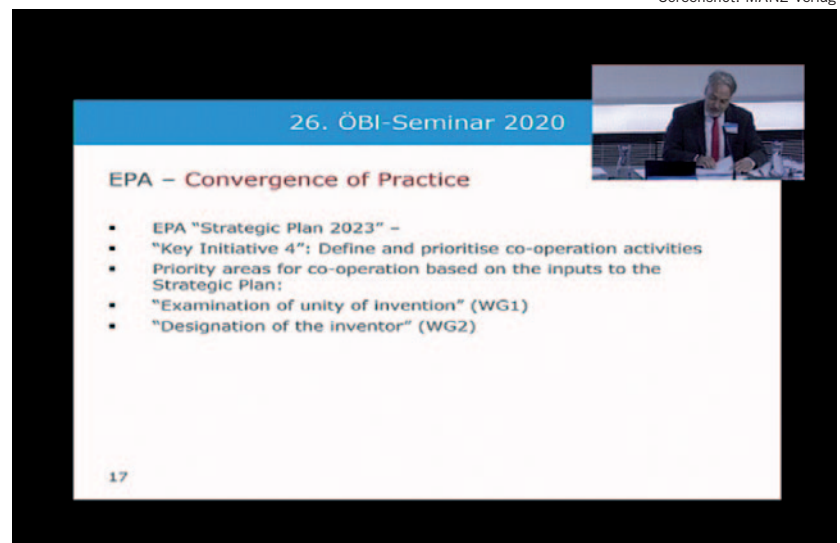 Screenshot: MANZ Verlag
26. ÖBl-Seminar 2020
EPA – Convergence of Practice
▪ EPA "Strategic Plan 2023" –
▪ "Key Initiative 4": Define and prioritise co-operation activities
▪ Priority areas for co-operation based on the inputs to the
Strategic Plan:
▪ "Examination of unity of invention" (WG1)
▪ "Designation of the inventor" (WG2)
17